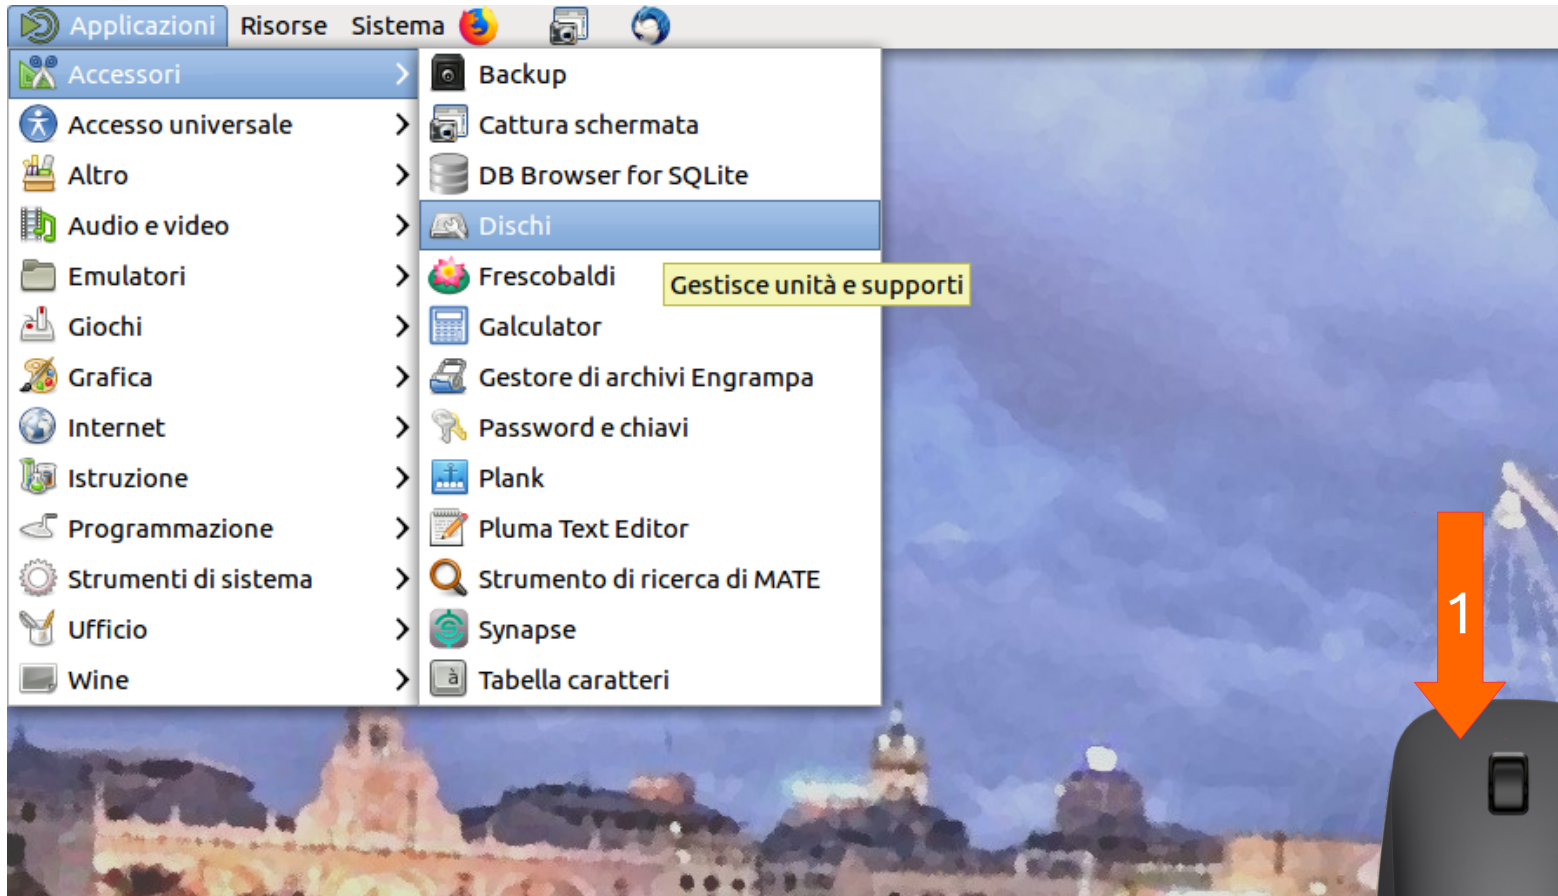 Applicazioni Risorse Sistema
Accessori
Accesso universale
Altro
Audio e video
Emulatori
Giochi
Grafica
Internet
Istruzione
Programmazione
Strumenti di sistema
Ufficio
Wine
Backup
Cattura schermata
DB Browser for SQLite
Dischi
Frescobaldi
Gestisce unità e supporti
Galculator
Gestore di archivi Engrampa
Password e chiavi
Plank
Pluma Text Editor
Strumento di ricerca di MATE
Synapse
à Tabella caratteri
1